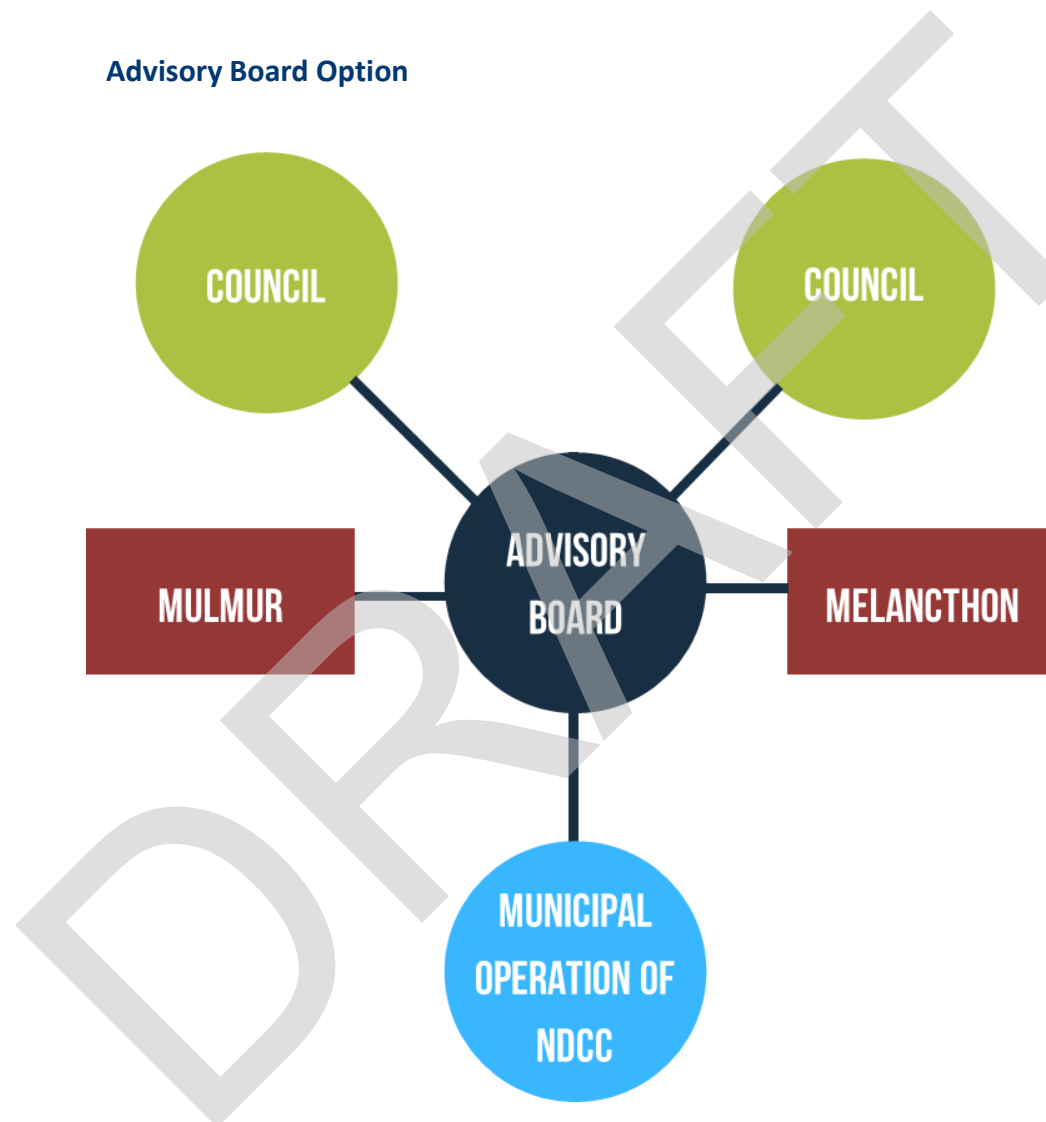 Advisory Board Option
COUNCIL
COUNCIL
ADVISORY
BOARD
MULMUR
MELANCTHON
MUNICIPAL
OPERATION OF
NDCC
DRAFT